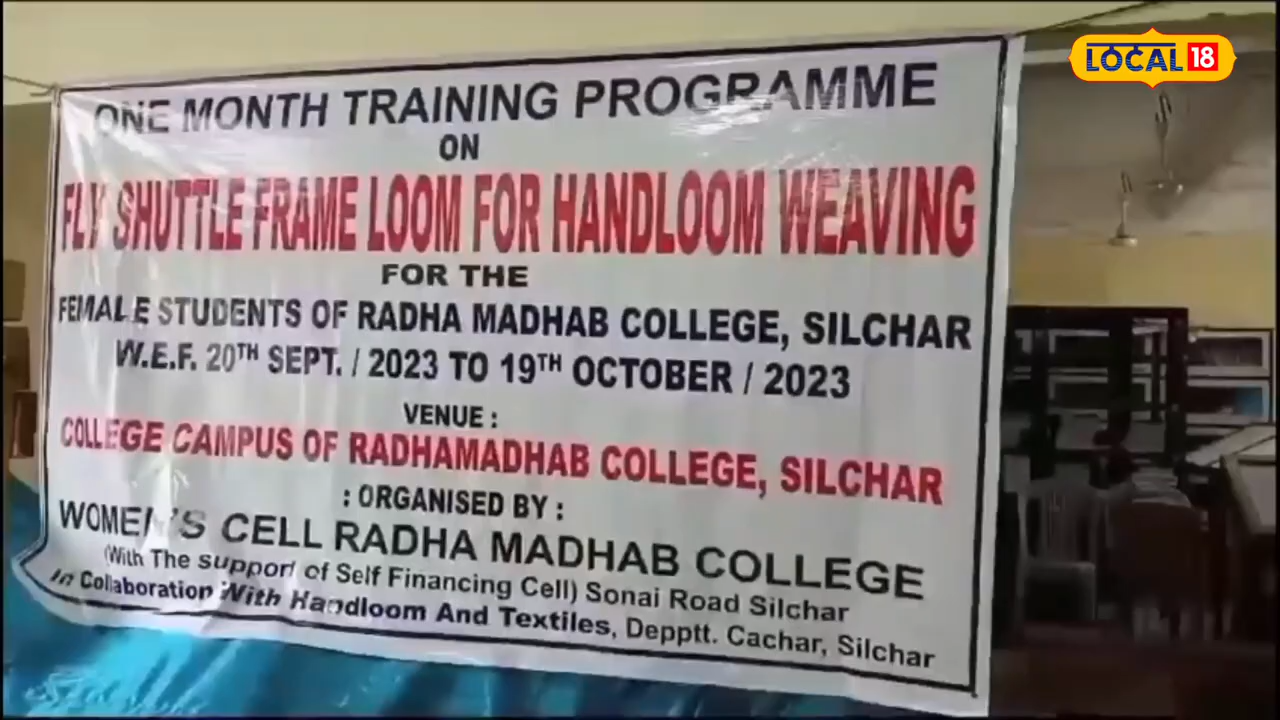 LOCAL 18
ONE MONTH TRAINING PROGRAMME
ON
FLY SHUTTLE FRAME LOOM FOR HANDLOOM WEAVING
FOR THE
FEMALE STUDENTS OF RADHA MADHAB COLLEGE, SILCHAR
W.E.F. 20TH SEPT. / 2023 TO 19TH OCTOBER / 2023
VENUE :
COLLEGE CAMPUS OF RADHAMADHAB COLLEGE, SILCHAR
: ORGANISED BY :
WOMEN'S CELL RADHA MADHAB COLLEGE
(With The support of Self Financing Cell) Sonai Road Silchar
In Collaboration With Handloom And Textiles, Depptt. Cachar, Silchar